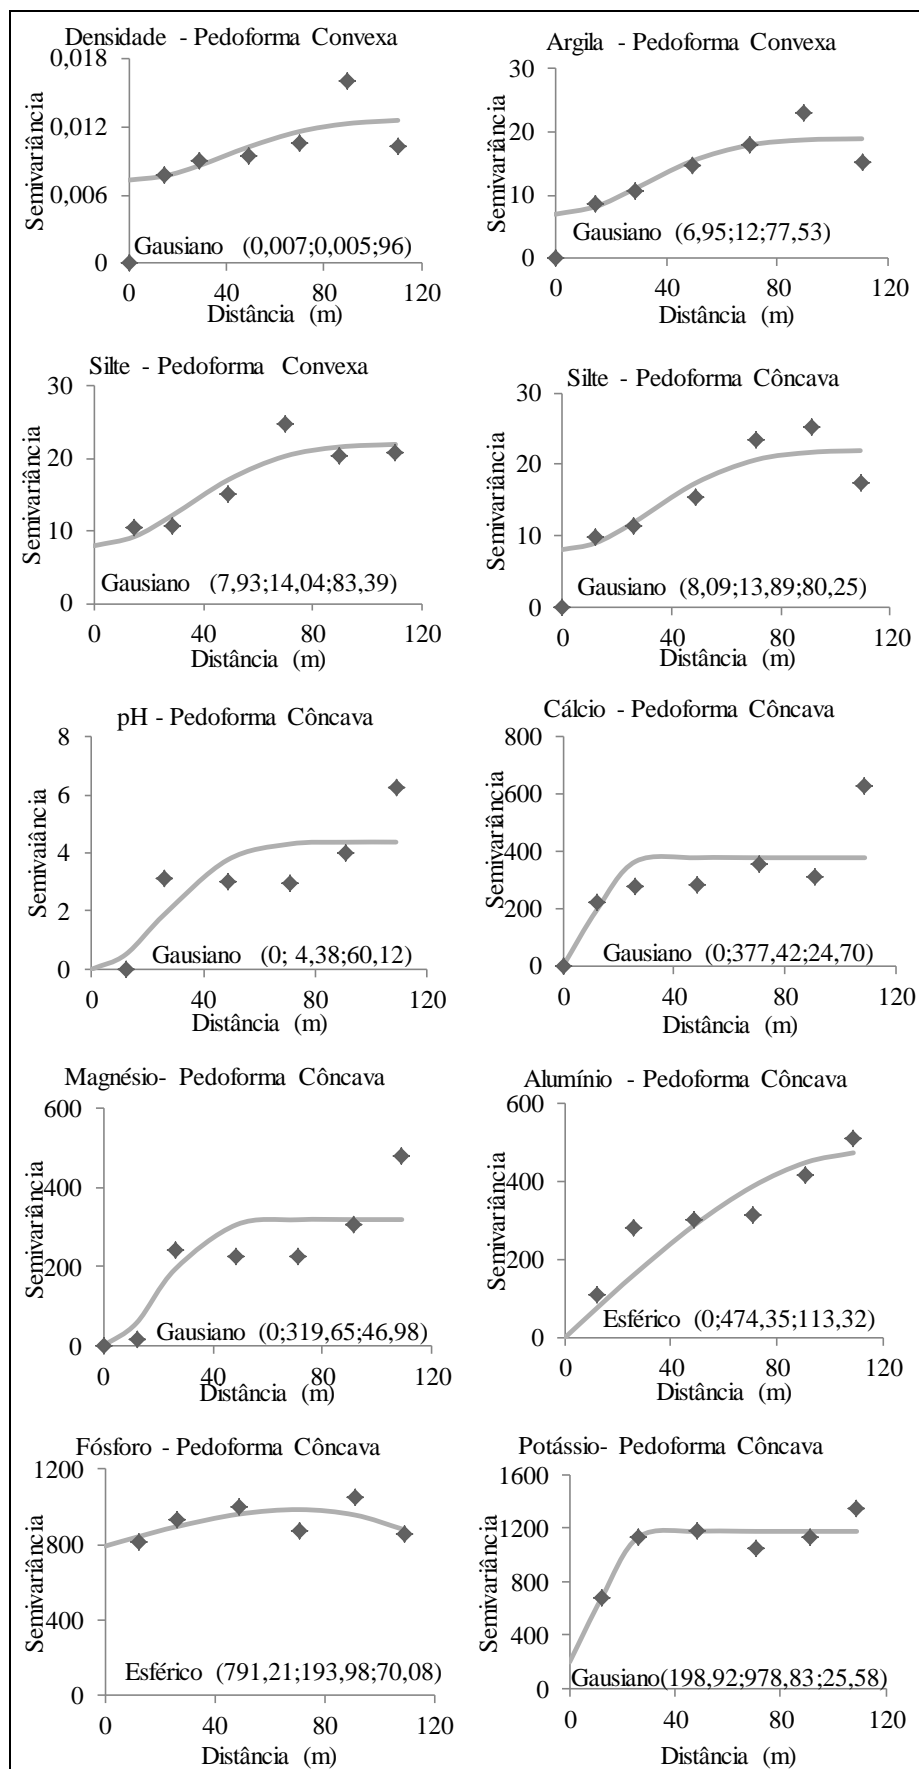 Densidade - Pedoforma Convexa
Semivariância
0,018
0,012
0,006
0
Gausiano (0,007;0,005;96)
0 40 80 120
Distância (m)
Argila - Pedoforma Convexa
Semivariância
30
20
10
0
Gausiano (6,95;12;77,53)
0 40 80 120
Distância (m)
Silte - Pedoforma Convexa
Semivariância
30
20
10
0
Gausiano (7,93;14,04;83,39)
0 40 80 120
Distância (m)
Silte - Pedoforma Côncava
Semivariância
30
20
10
0
Gausiano (8,09;13,89;80,25)
0 40 80 120
Distância (m)
pH - Pedoforma Côncava
Semivaiância
8
6
4
2
0
Gausiano (0; 4,38;60,12)
0 40 80 120
Distância (m)
Cálcio - Pedoforma Côncava
Semivariância
800
600
400
200
0
Gausiano (0;377,42;24,70)
0 40 80 120
Distância (m)
Magnésio- Pedoforma Côncava
Semivariância
600
400
200
0
Gausiano (0;319,65;46,98)
0 40 80 120
Distância (m)
Alumínio - Pedoforma Côncava
Semivariância
600
400
200
0
Esférico (0;474,35;113,32)
0 40 80 120
Distância (m)
Fósforo - Pedoforma Côncava
Semivariância
1200
800
400
0
Esférico (791,21;193,98;70,08)
0 40 80 120
Distância (m)
Potássio- Pedoforma Côncava
Semivariância
1600
1200
800
400
0
Gausiano(198,92;978,83;25,58)
0 40 80 120
Distância (m)